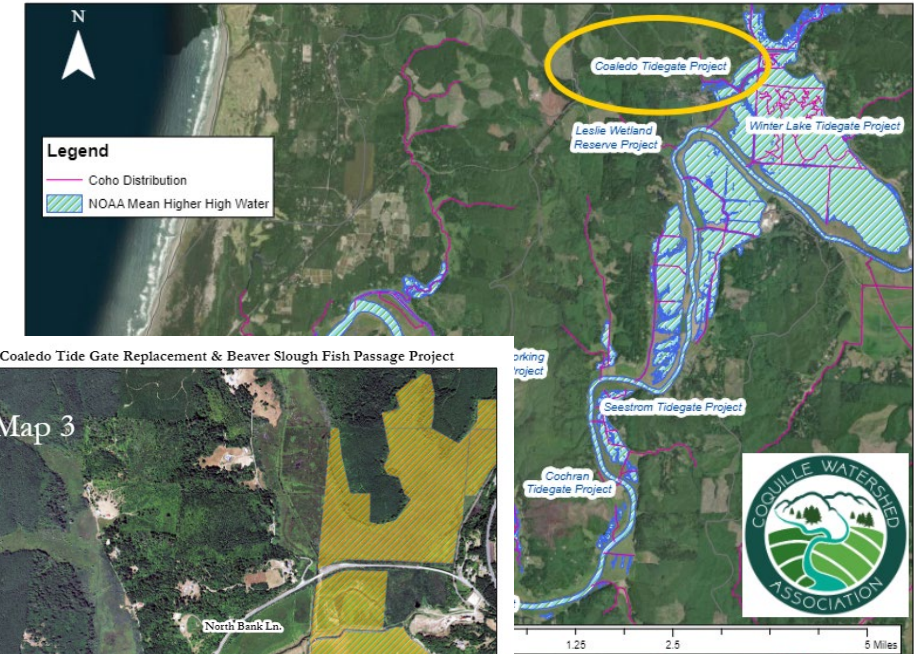 N
Coaledo Tidegate Project
Leslie Wetland
Reserve Project
Winter Lake Tidegate Project
Legend
Coho Distribution
NOAA Mean Higher High Water
Coaledo Tide Gate Replacement & Beaver Slough Fish Passage Project
Map 3
North Bank Ln.
orking
roject
Seestrom Tidegate Project
Cochran
Tidegate Project
COQUILLE WATERSHED
ASSOCIATION
1.25
2.5
5 Miles